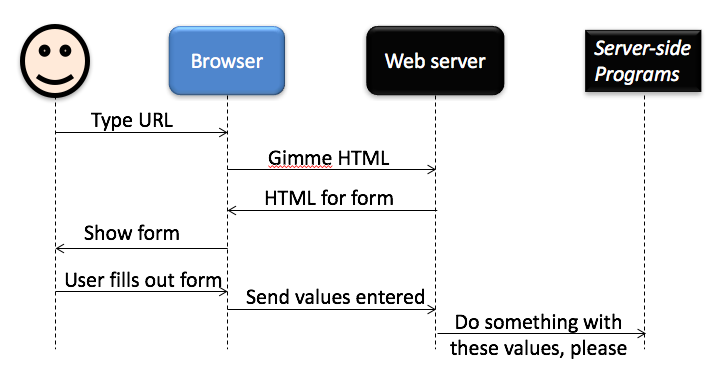 Browser
Web server
Server-side
Programs
Type URL
Gimme HTML
HTML for form
Show form
User fills out form
Send values entered
Do something with
these values, please